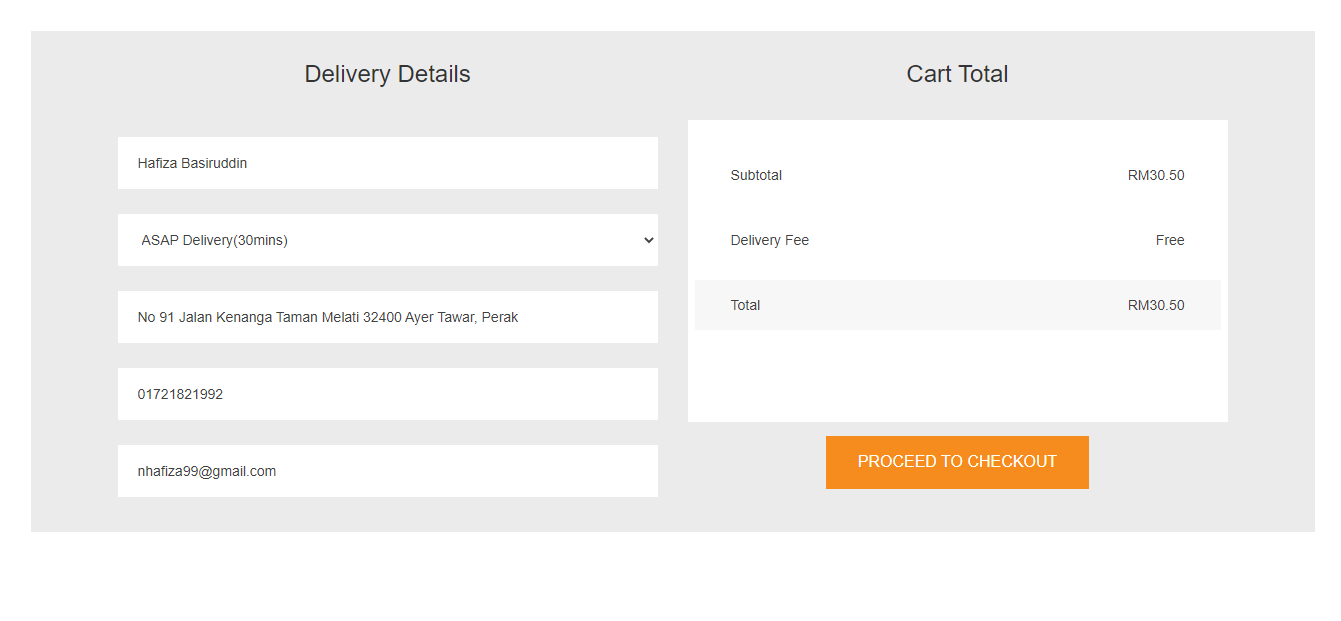 Delivery Details
Hafiza Basiruddin
ASAP Delivery(30mins)
No 91 Jalan Kenanga Taman Melati 32400 Ayer Tawar, Perak
01721821992
nhafiza99@gmail.com
Cart Total
Subtotal RM30.50
Delivery Fee Free
Total RM30.50
PROCEED TO CHECKOUT